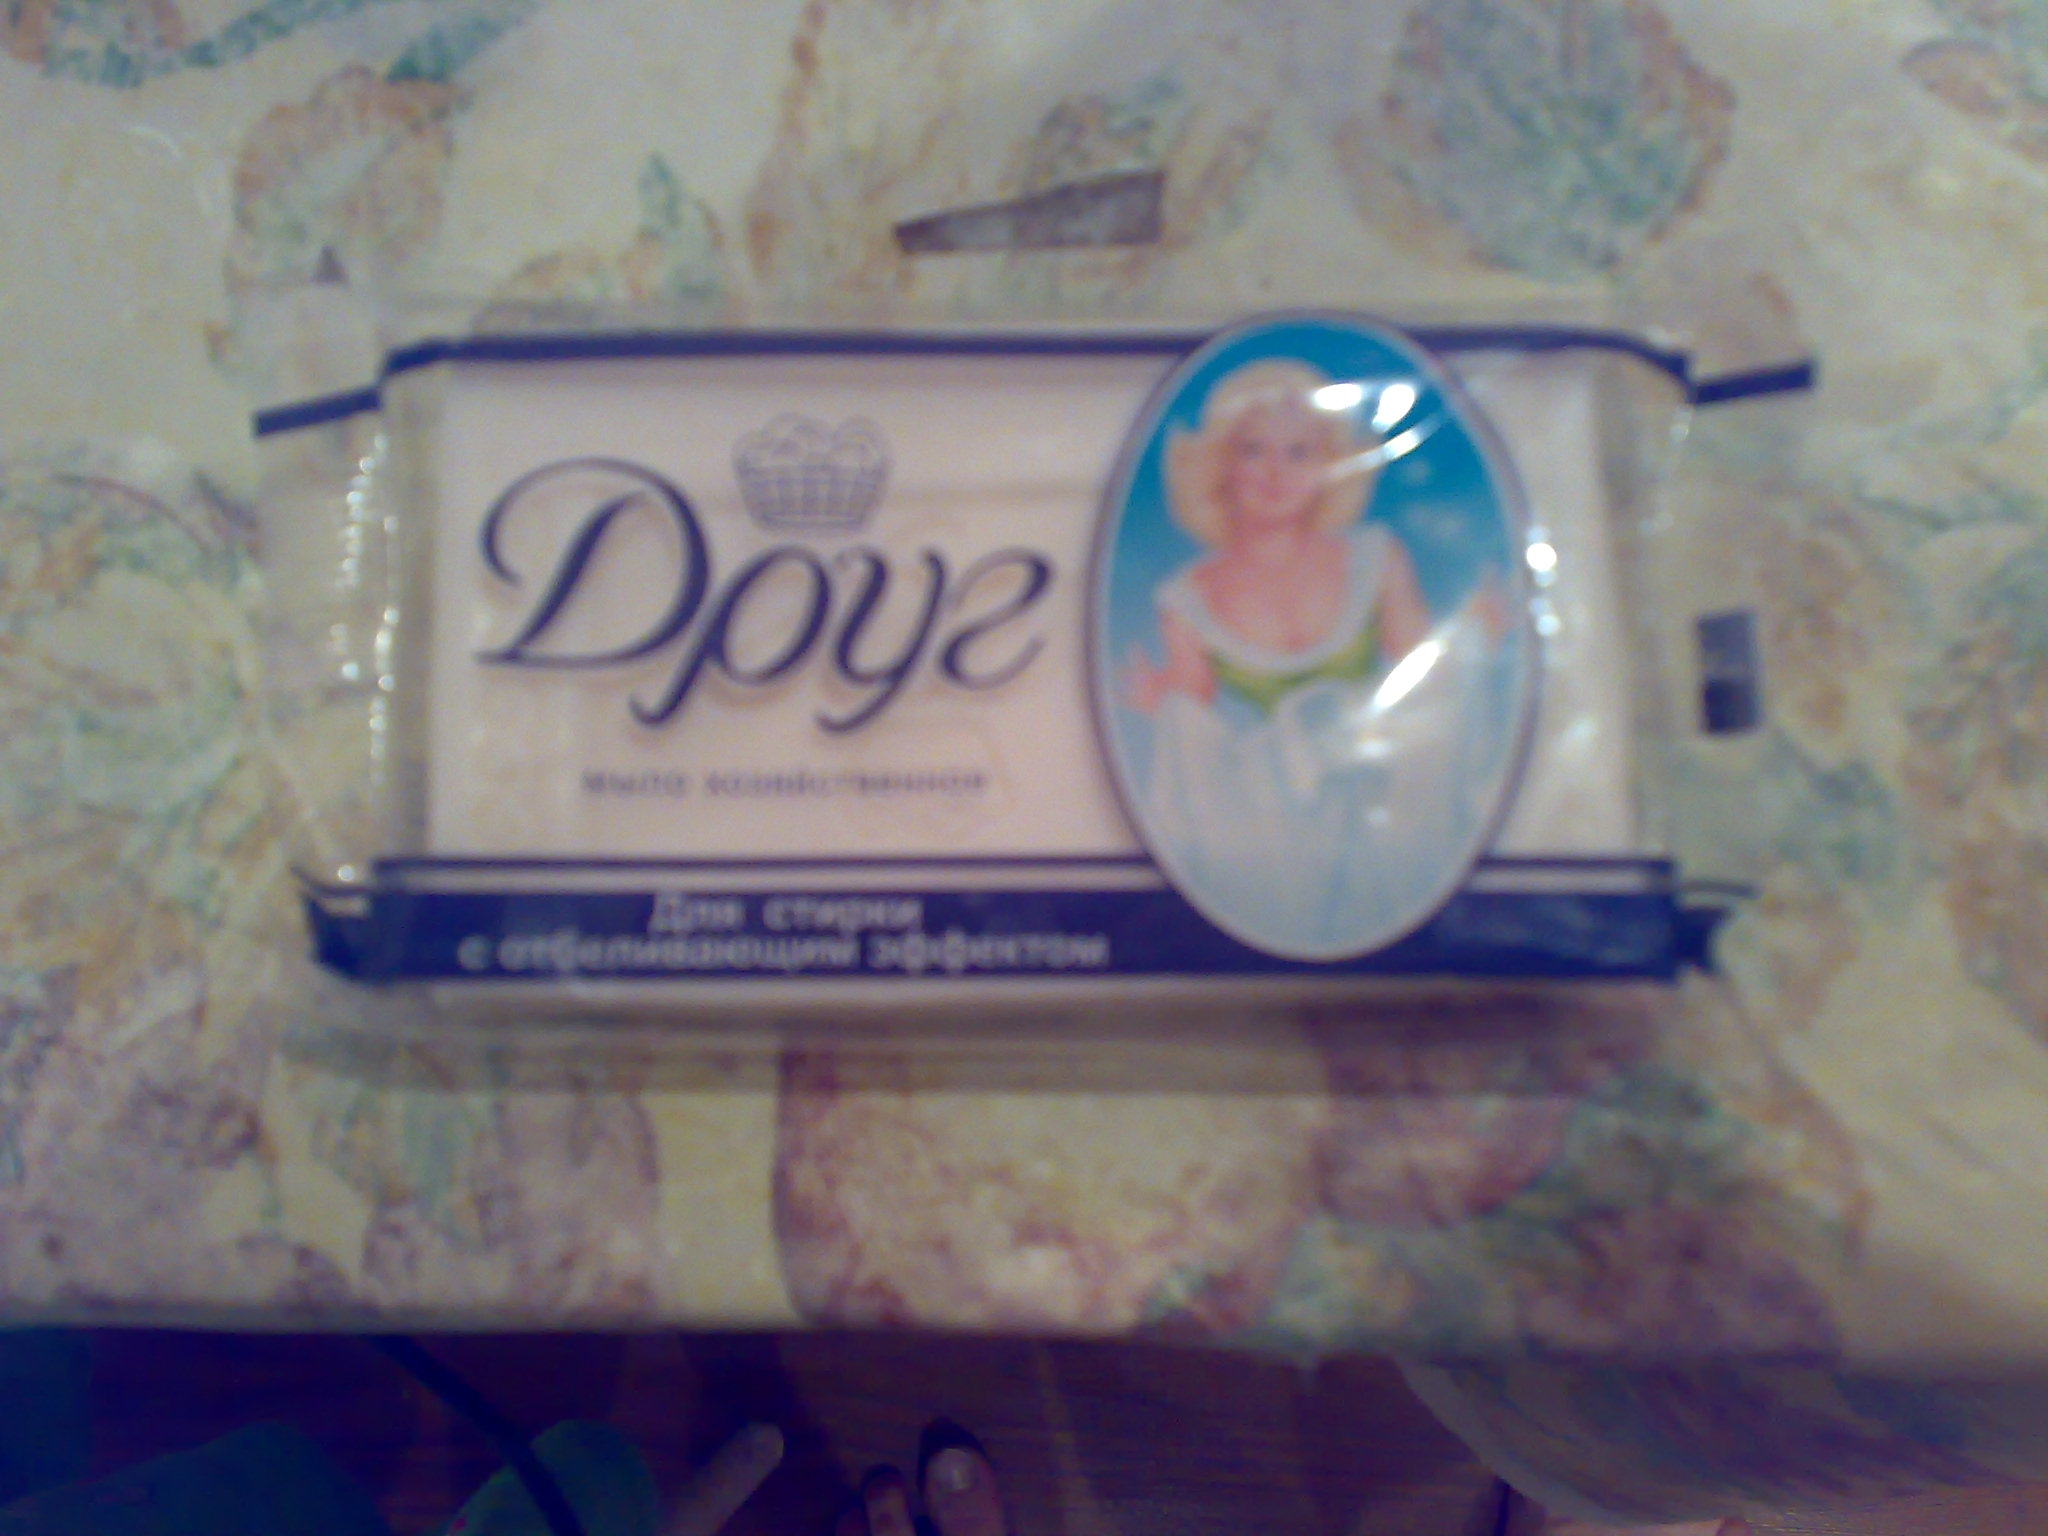 Друг
мыло хозяйственное
Для стирки
с отбеливающим эффектом